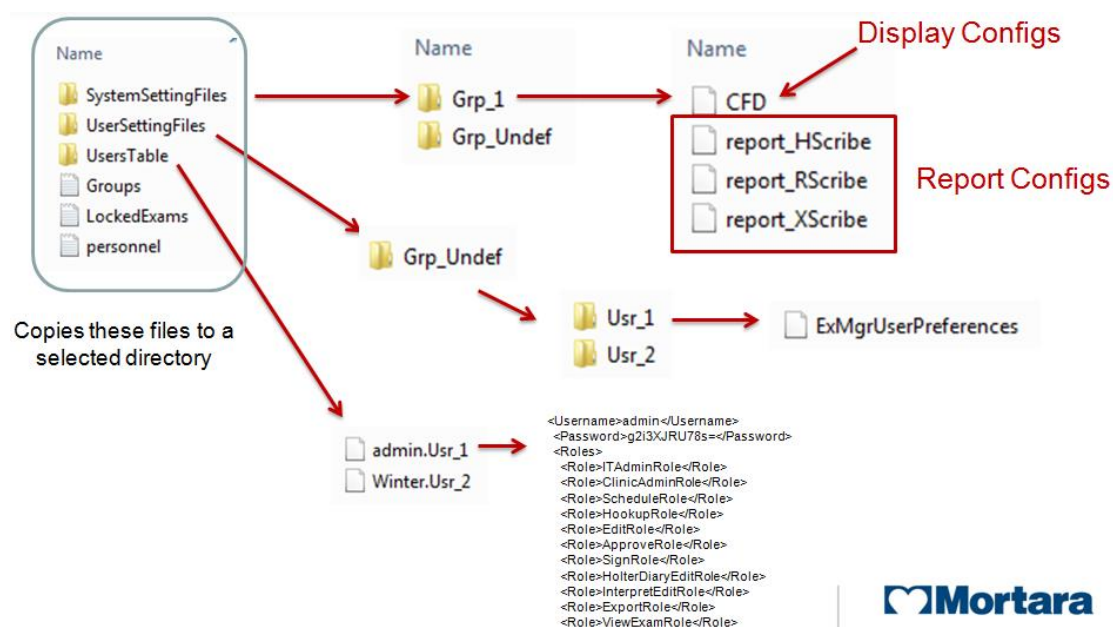 Name
SystemSettingFiles
UserSettingFiles
UsersTable
Groups
LockedExams
personnel
Copies these files to a
selected directory
Name
Grp_1
Grp_Undef
Name
CFD
report_HScribe
report_RScribe
report_XScribe
Display Configs
Report Configs
Grp_Undef
Usr_1
Usr_2
ExMgrUserPreferences
admin.Usr_1
Winter.Usr_2
<Username>admin</Username>
<Password>g2i3XJRU78s=</Password>
<Roles>
<Role>ITAdminRole</Role>
<Role>ClinicAdminRole</Role>
<Role>ScheduleRole</Role>
<Role>HookupRole</Role>
<Role>EditRole</Role>
<Role>ApproveRole</Role>
<Role>SignRole</Role>
<Role>HolterDiaryEditRole</Role>
<Role>InterpretEditRole</Role>
<Role>ExportRole</Role>
<Role>ViewExamRole</Role>
Mortara